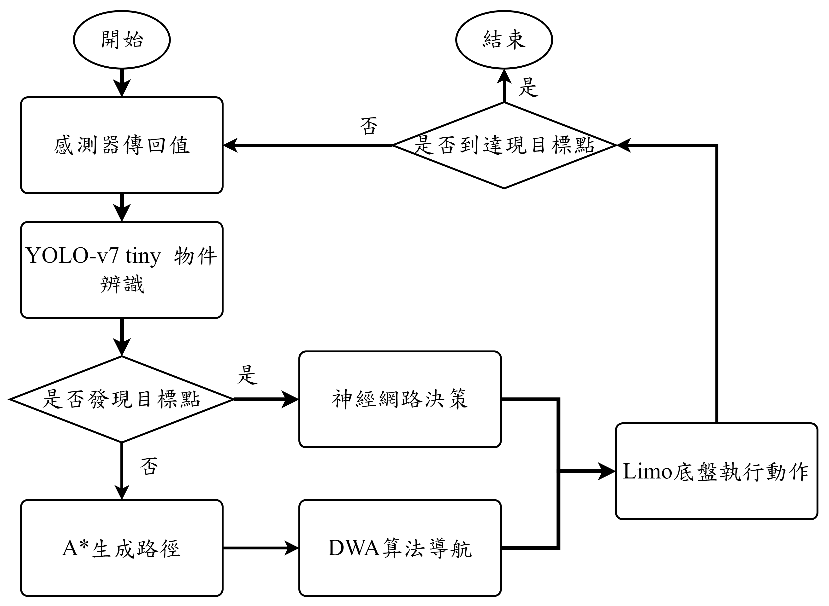 開始
結束
是
否
是否到達現目標點
感測器傳回值
YOLO-v7 tiny 物件
辨識
是否發現目標點
是
神經網路決策
否
Limo底盤執行動作
A*生成路徑
DWA算法導航